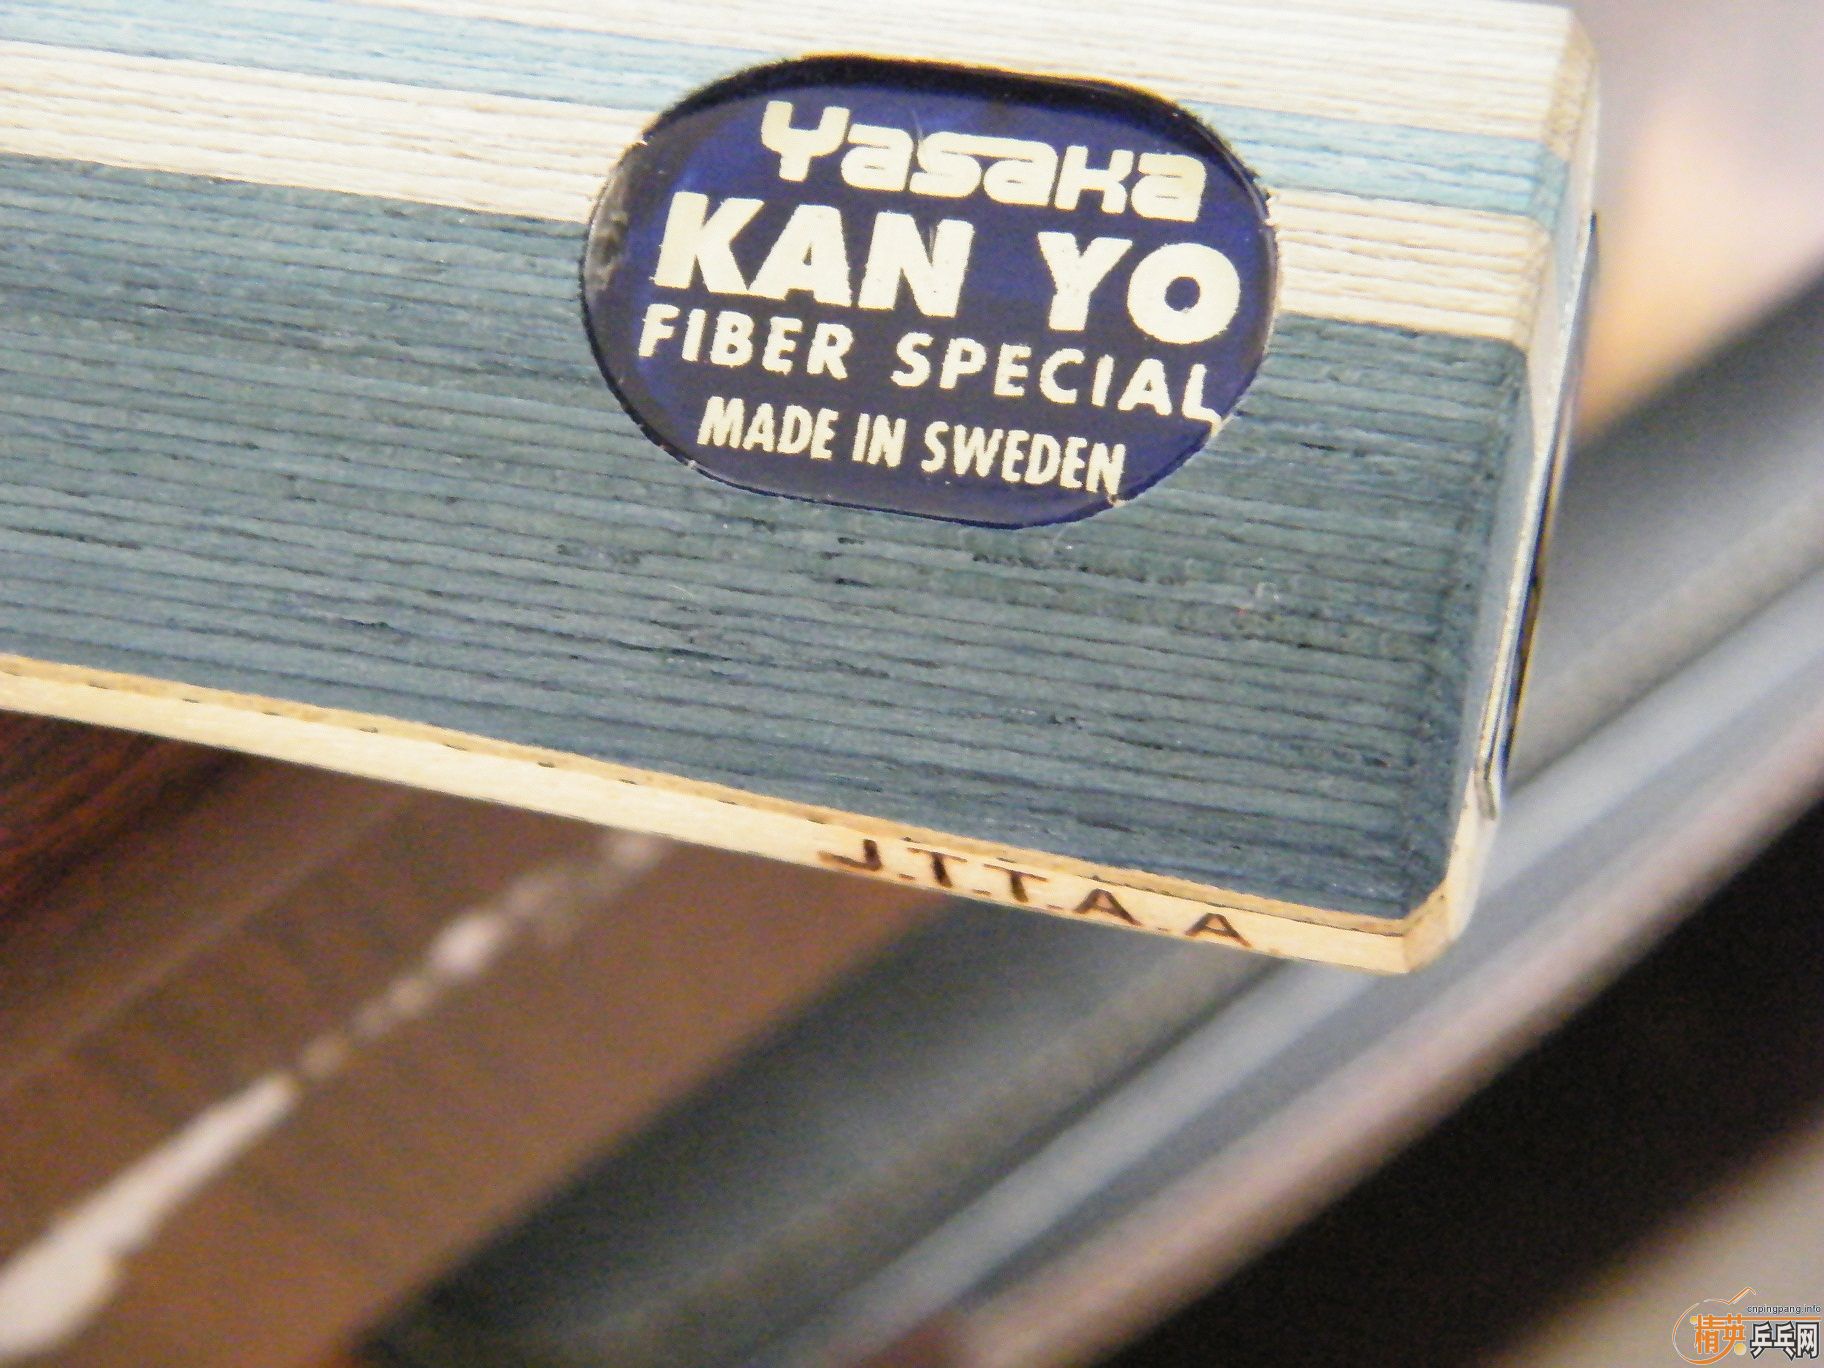 Yasaka
KAN YO
FIBER SPECIAL
MADE IN SWEDEN
J.T.T.A.A.
cnpingpang.info
精英乒乓网